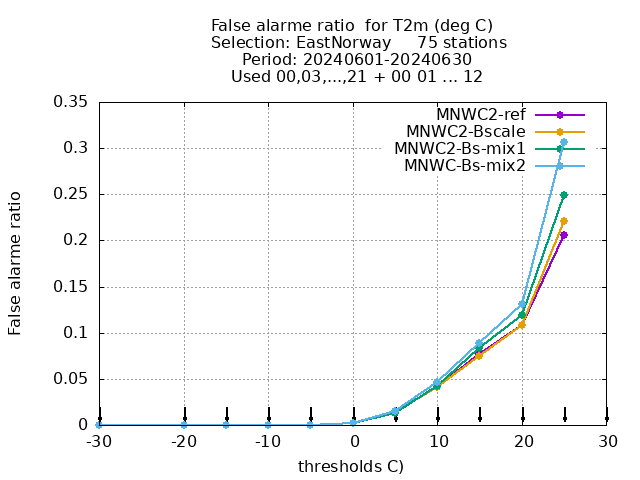 False alarme ratio  for T2m (deg C)
Selection: EastNorway     75 stations
Period: 20240601-20240630
Used 00,03,...,21 + 00 01 ... 12
MNWC2-ref
MNWC2-Bscale
MNWC2-Bs-mix1
MNWC-Bs-mix2
False alarme ratio
0.35
0.3
0.25
0.2
0.15
0.1
0.05
0
-30 -20 -10 0 10 20 30
thresholds C)